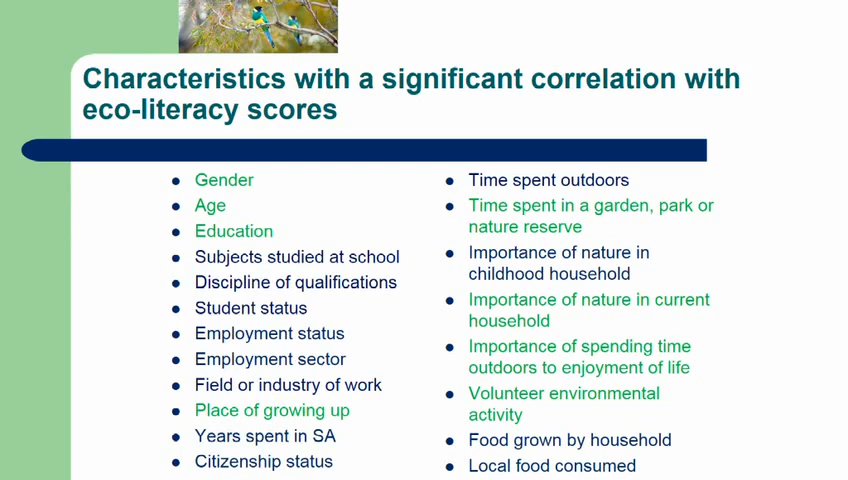 Characteristics with a significant correlation with
eco-literacy scores
Gender
Age
Education
Subjects studied at school
Discipline of qualifications
Student status
Employment status
Employment sector
Field or industry of work
Place of growing up
Years spent in SA
Citizenship status
Time spent outdoors
Time spent in a garden, park or
nature reserve
Importance of nature in
childhood household
Importance of nature in current
household
Importance of spending time
outdoors to enjoyment of life
Volunteer environmental
activity
Food grown by household
Local food consumed